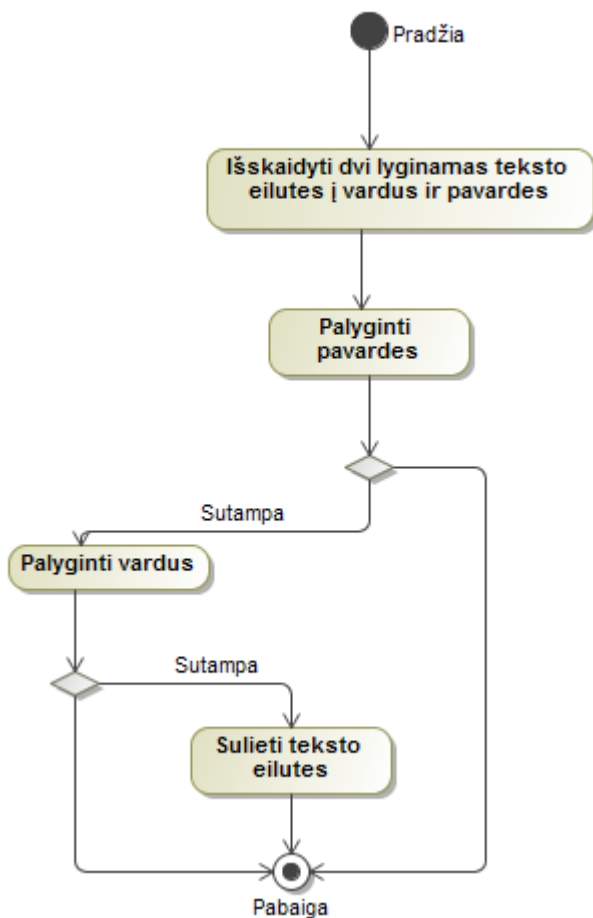 Pradžia
Išskaidyti dvi lyginamas teksto
eilutes į vardus ir pavardes
Palyginti
pavardes
Sutampa
Palyginti vardus
Sutampa
Sulieti teksto
eilutes
Pabaiga